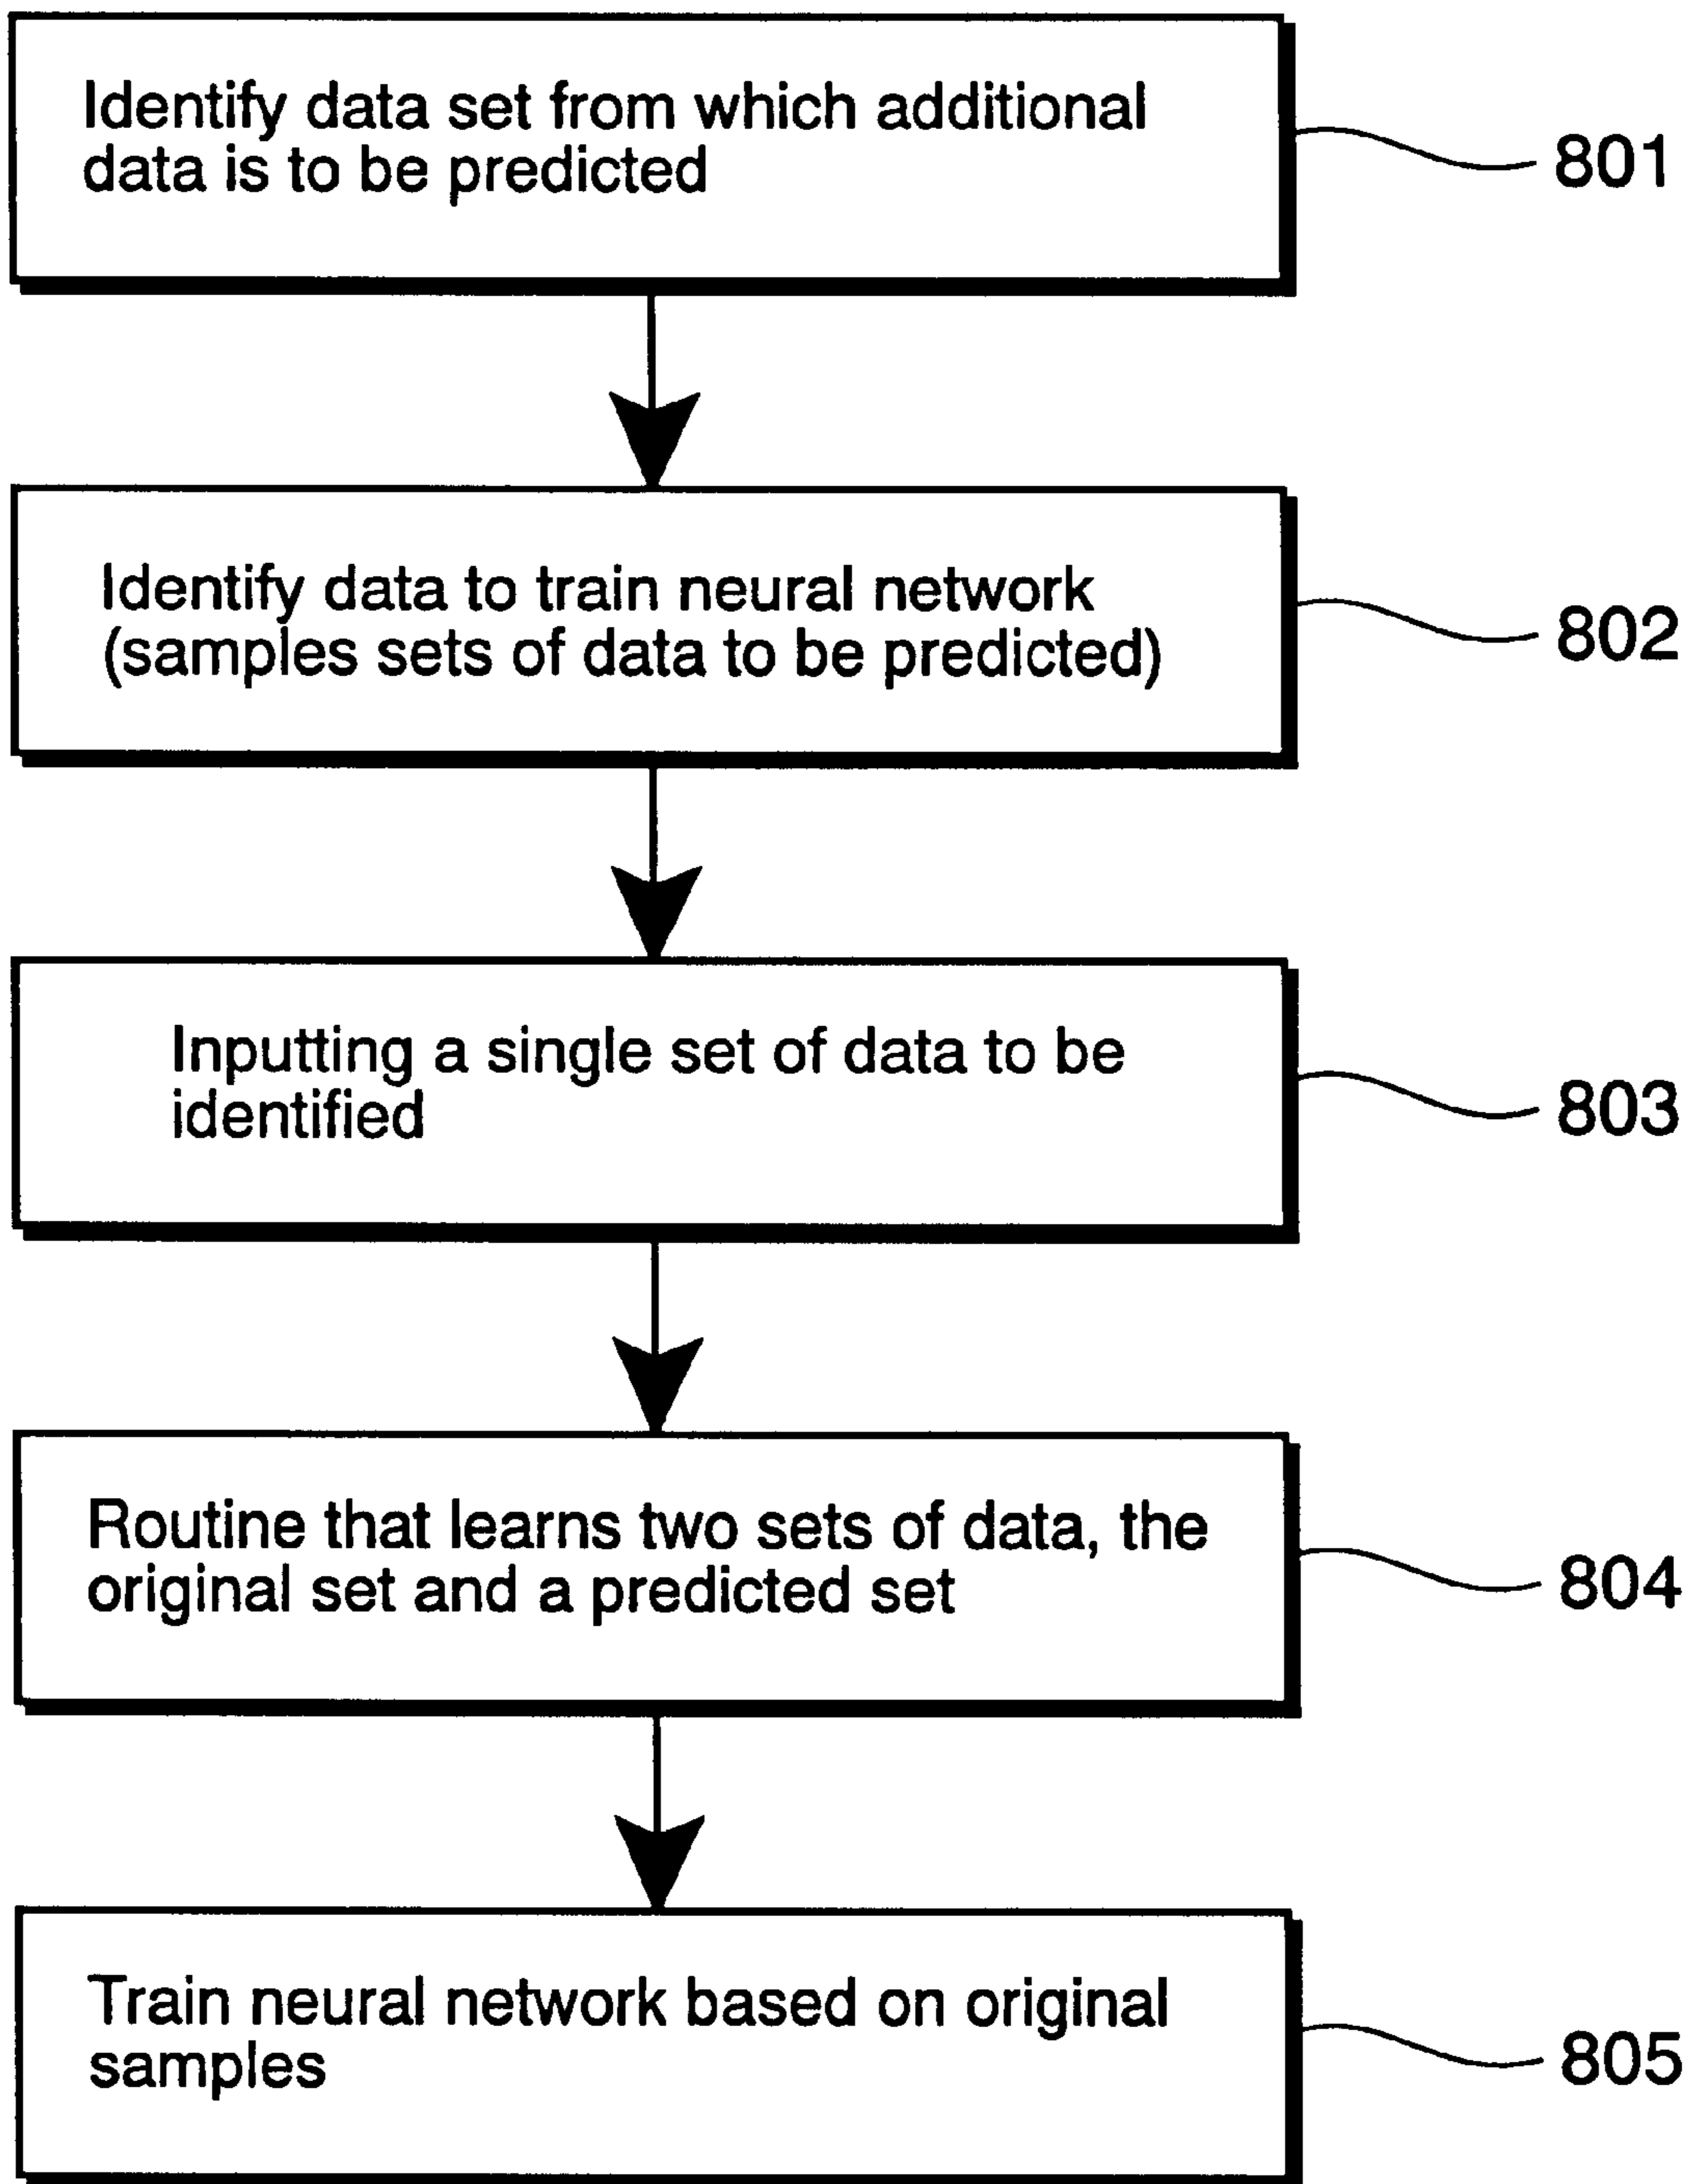 Identify data set from which additional
data is to be predicted
801
Identify data to train neural network
(samples sets of data to be predicted)
802
Inputting a single set of data to be
identified
803
Routine that learns two sets of data, the
original set and a predicted set
804
Train neural network based on original
samples
805